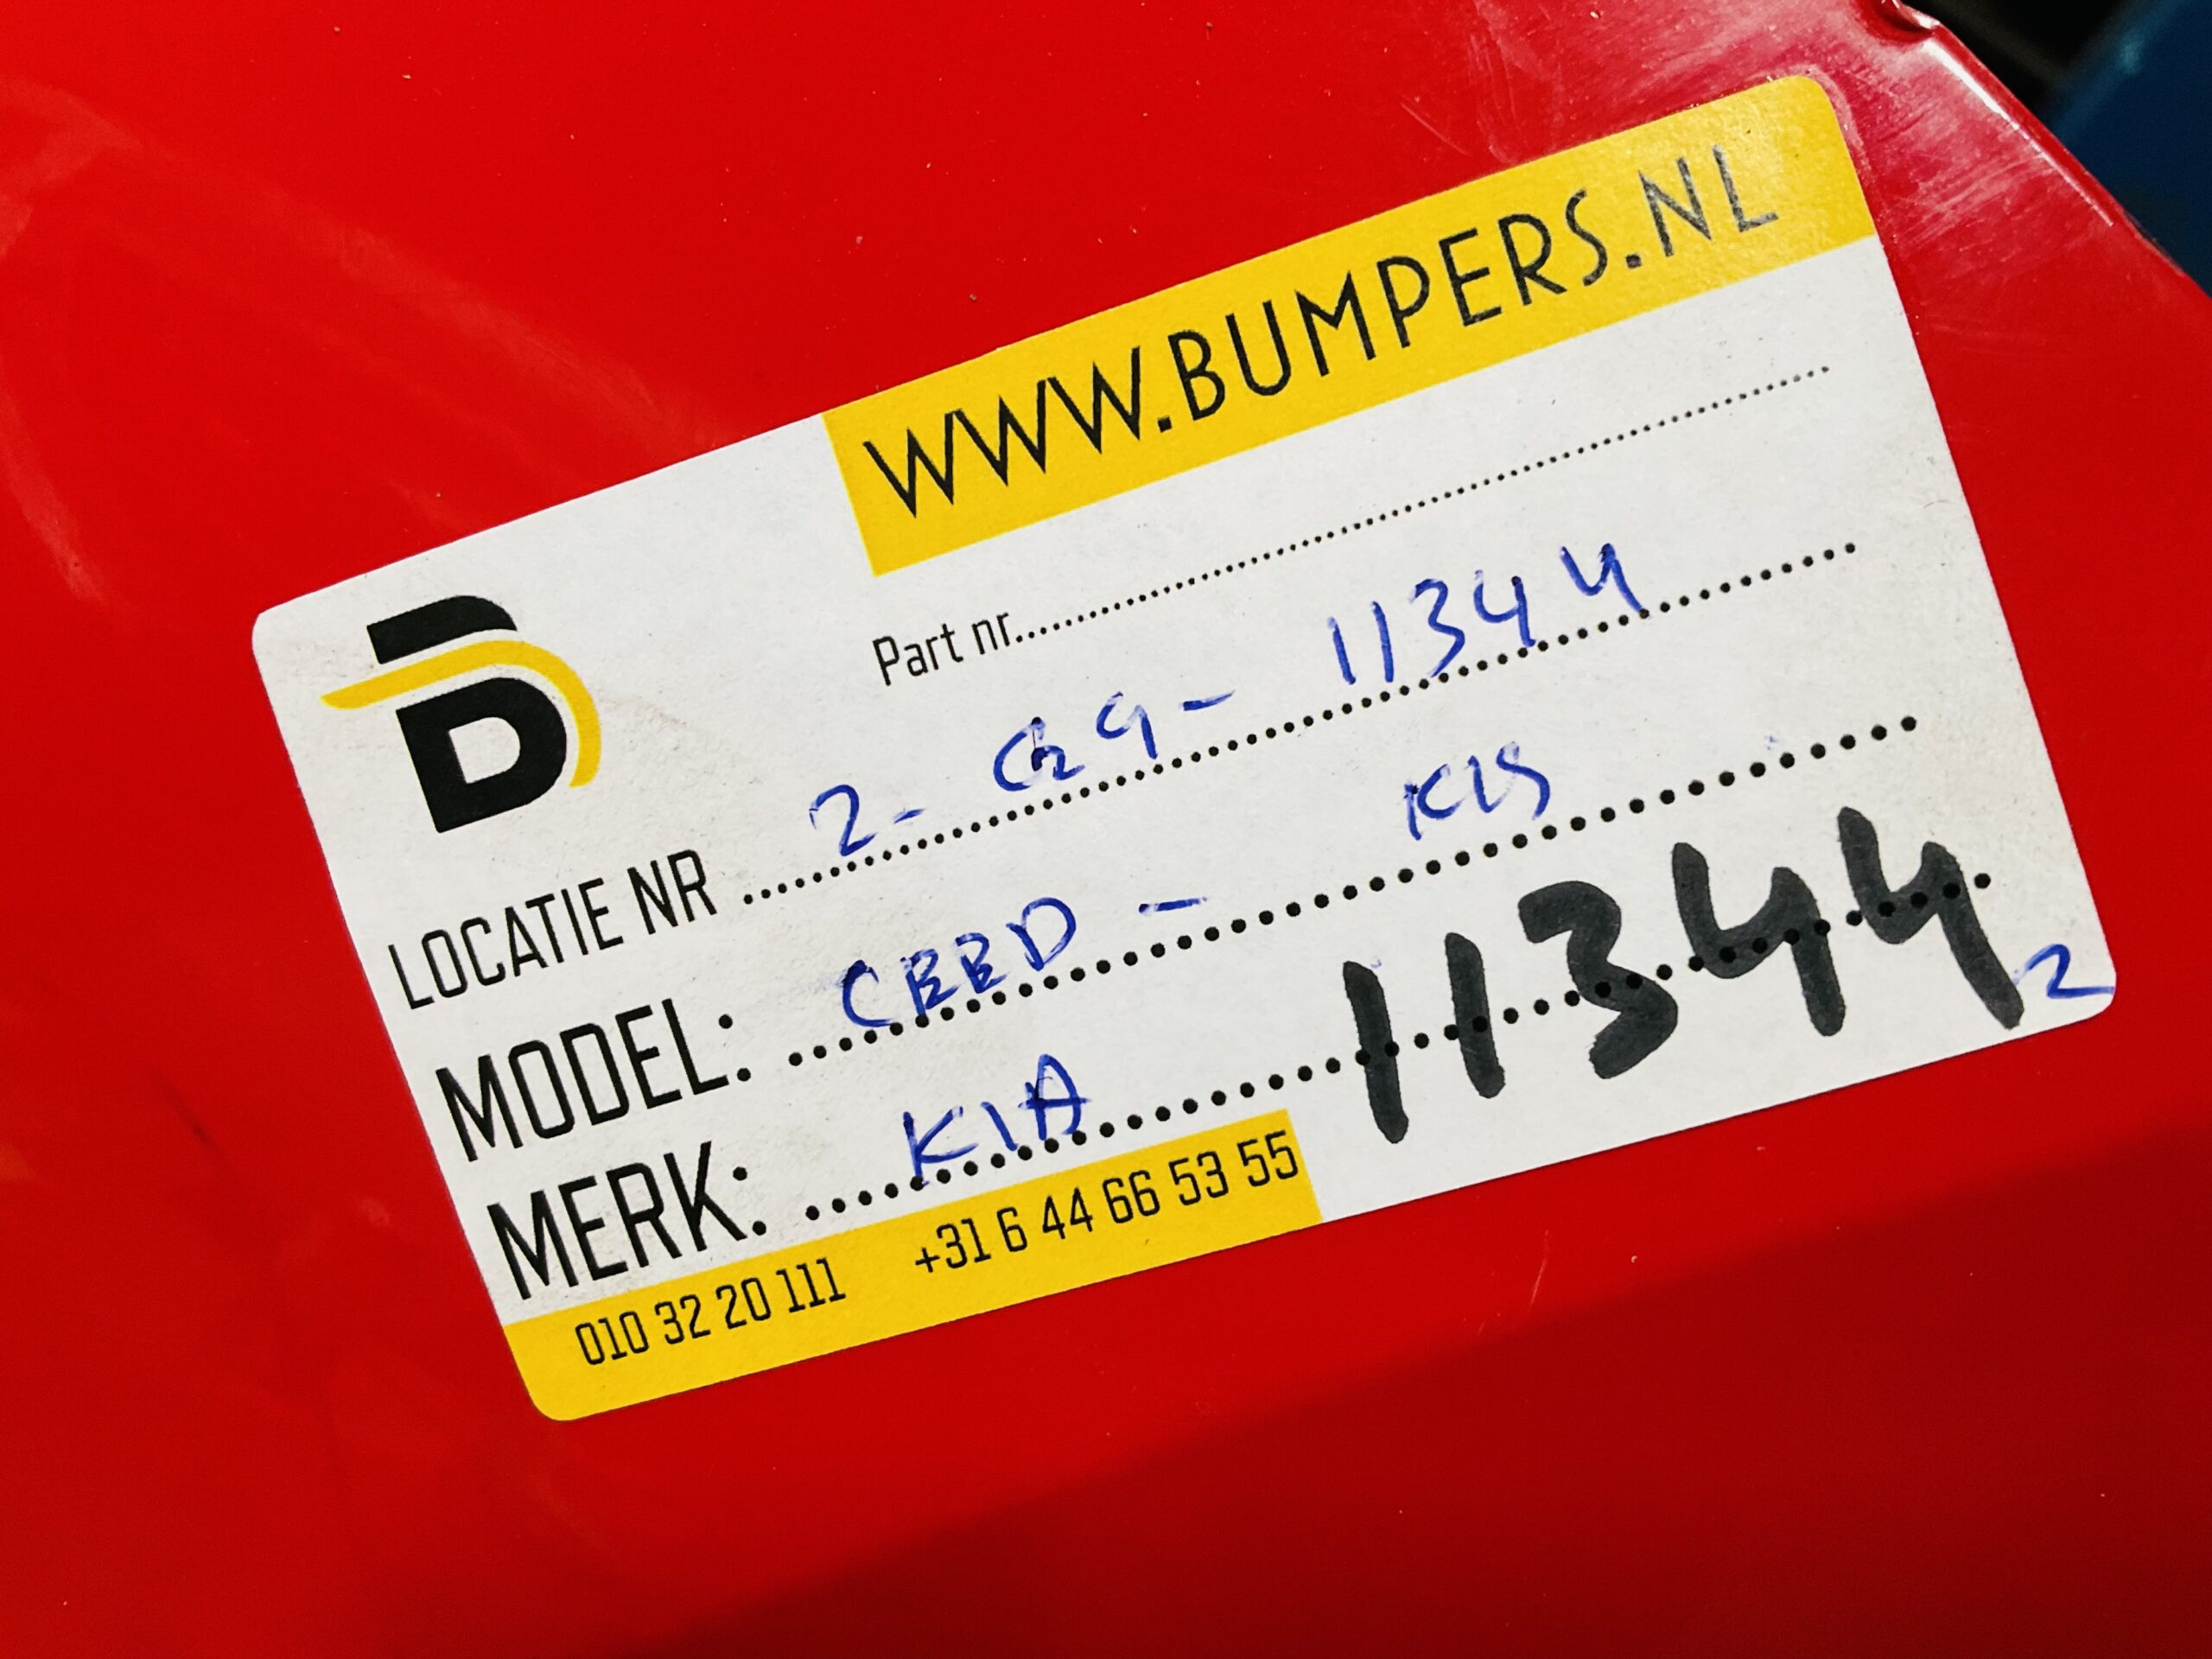 WWW.BUMPERS.NL
Part nr
LOCATIE NR 2- G9- 11344
MODEL: CEED -
MERK: KIA 11344 2
010 32 20 111 +31 6 44 66 53 55